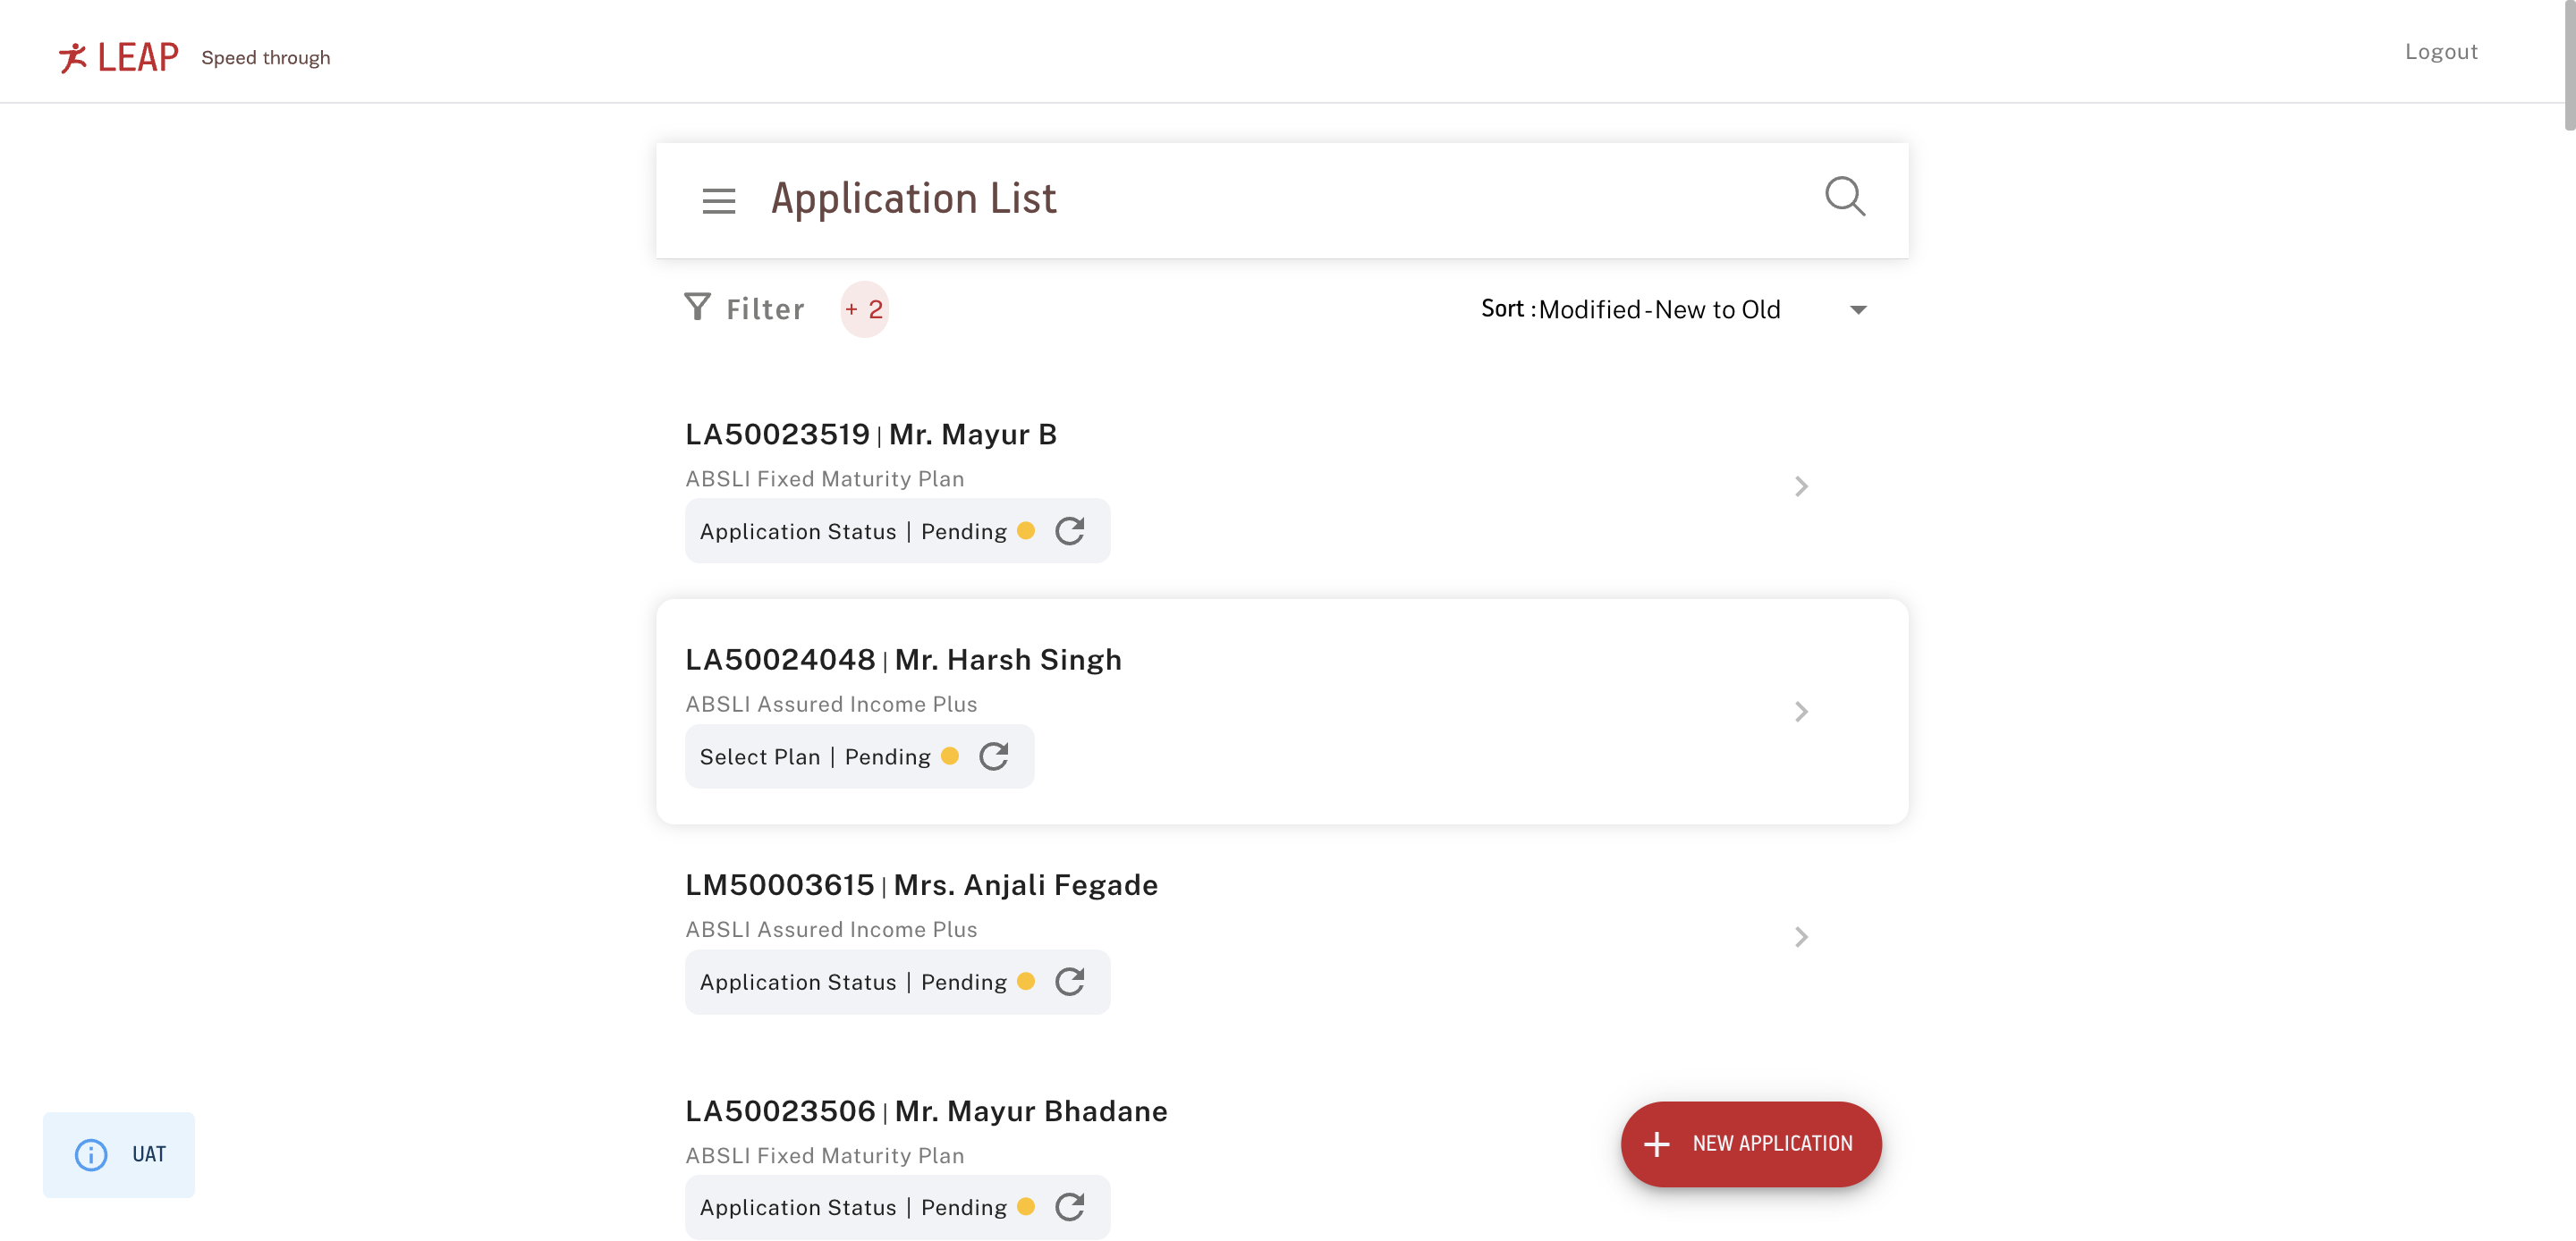 LEAP Speed through
Logout
Application List
Filter + 2
Sort : Modified - New to Old
LA50023519 | Mr. Mayur B
ABSLI Fixed Maturity Plan
Application Status | Pending
LA50024048 | Mr. Harsh Singh
ABSLI Assured Income Plus
Select Plan | Pending
LM50003615 | Mrs. Anjali Fegade
ABSLI Assured Income Plus
Application Status | Pending
LA50023506 | Mr. Mayur Bhadane
ABSLI Fixed Maturity Plan
Application Status | Pending
UAT
NEW APPLICATION